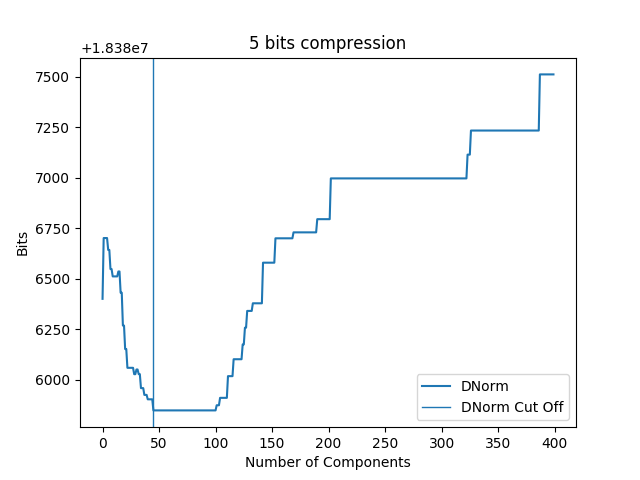 5 bits compression
+1.838e7
7500
7250
7000
6750
6500
6250
6000
Bits
0 50 100 150 200 250 300 350 400
Number of Components
DNorm
DNorm Cut Off